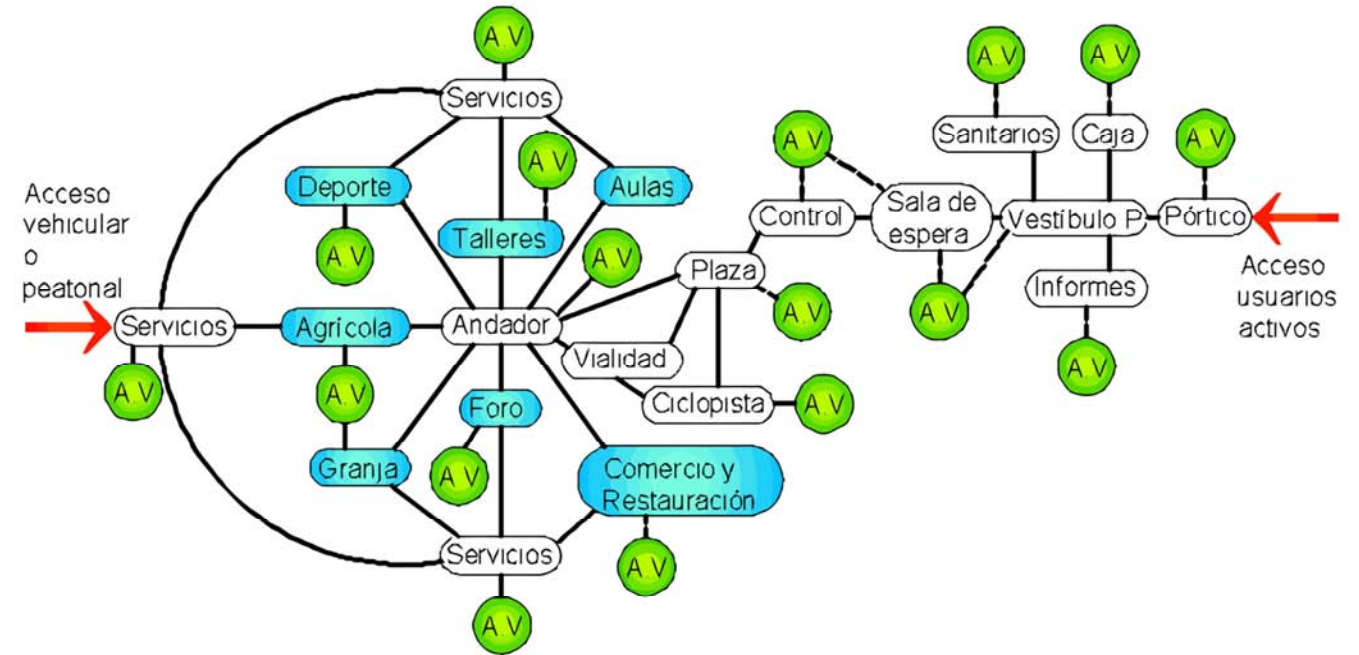 A.V
Servicios
A.V
A.V
A.V
A.V
Sanitarios
Caja
A.V
A.V
Acceso
vehicular
o
peatonal
Deporte
Aulas
Talleres
Control
Sala de
espera
Vestíbulo P.
Pórtico
A.V
A.V
Plaza
Informes
Acceso
usuarios
activos
Servicios
Agrícola
Andador
A.V
A.V
Vialidad
A.V
A.V
A.V
Foro
Ciclopista
A.V
Granja
A.V
Comercio y
Restauración
Servicios
A.V
A.V